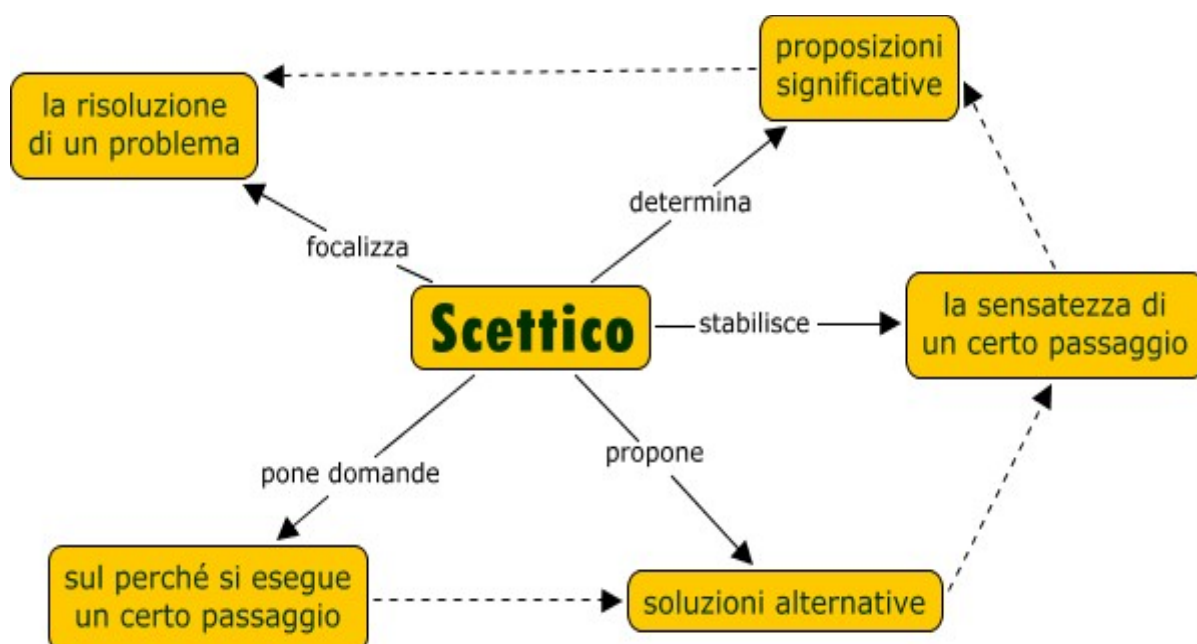 proposizioni
significative
la risoluzione
di un problema
determina
focalizza
Scettico
stabilisce
la sensatezza di
un certo passaggio
pone domande
propone
sul perché si esegue
un certo passaggio
soluzioni alternative